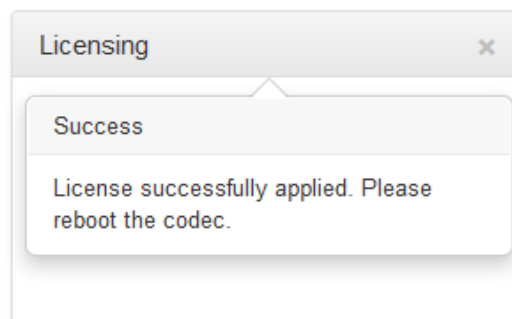 Licensing
Success
License successfully applied. Please
reboot the codec.